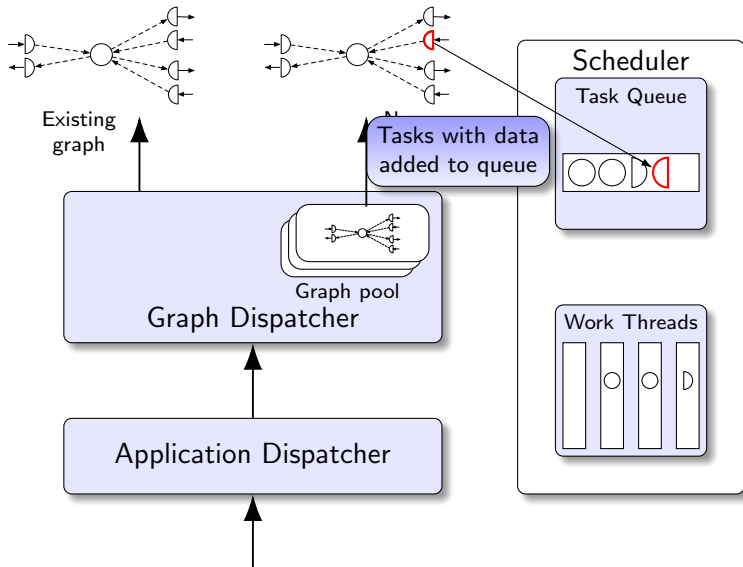 Scheduler
Task Queue
Existing
graph
Tasks with data
added to queue
Graph pool
Graph Dispatcher
Work Threads
Application Dispatcher